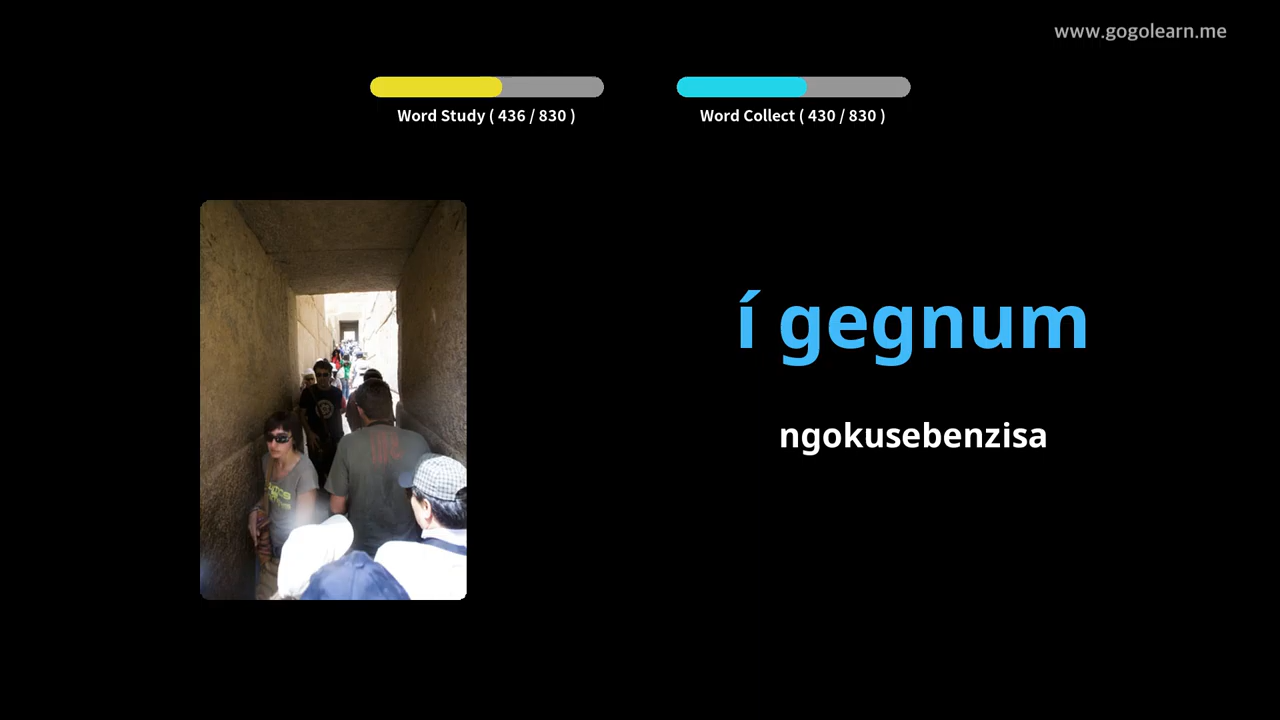 www.gogolearn.me
Word Study ( 436 / 830 )
Word Collect ( 430 / 830 )
í gegnum
ngokusebenzisa